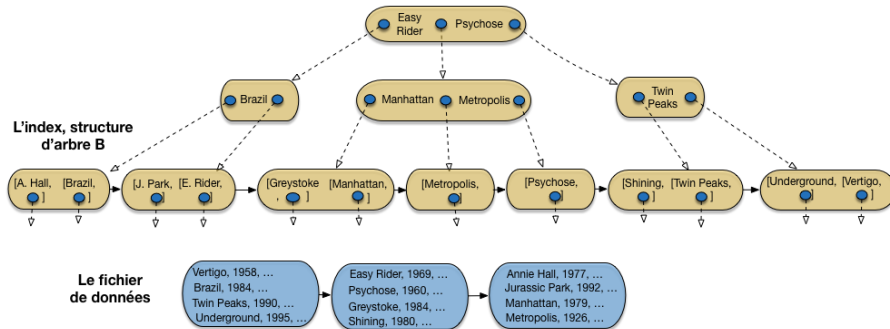 Easy
Rider
Psychose
Brazil
Manhattan
Metropolis
Twin
Peaks
L'index, structure
d'arbre B
[A. Hall, ]
[Brazil, ]
[J. Park, ]
[E. Rider, ]
[Greystoke
, ]
[Manhattan, ]
[Metropolis, ]
[Psychose, ]
[Shining, ]
[Twin Peaks, ]
[Underground, ]
[Vertigo, ]
Le fichier
de données
Vertigo, 1958, ...
Brazil, 1984, ...
Twin Peaks, 1990, ...
Underground, 1995, ...
Easy Rider, 1969, ...
Psychose, 1960, ...
Greystoke, 1984, ...
Shining, 1980, ...
Annie Hall, 1977, ...
Jurassic Park, 1992, ...
Manhattan, 1979, ...
Metropolis, 1926, ...